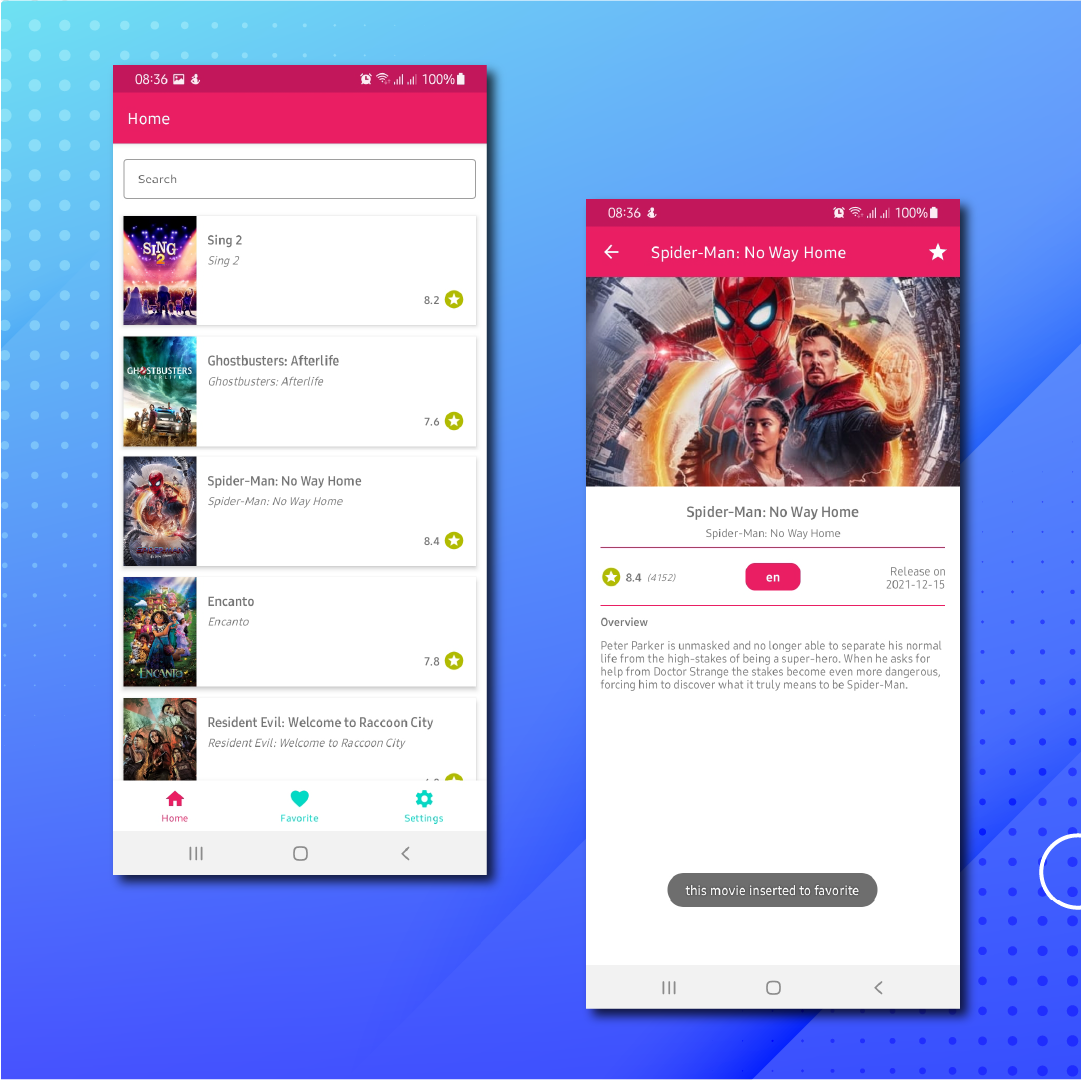 08:36
100%
Home
Search
SING
2
Sing 2
Sing 2
8.2
GHOSTBUSTERS
AFTERLIFE
Ghostbusters: Afterlife
Ghostbusters: Afterlife
7.6
Spider-Man: No Way Home
Spider-Man: No Way Home
8.4
ENCANTO
Encanto
Encanto
7.8
Resident Evil: Welcome to Raccoon City
Resident Evil: Welcome to Raccoon City
Home
Favorite
Settings
08:36
100%
Spider-Man: No Way Home
Spider-Man: No Way Home
Spider-Man: No Way Home
8.4 (4152)
en
Release on
2021-12-15
Overview
Peter Parker is unmasked and no longer able to separate his normal
life from the high-stakes of being a super-hero. When he asks for
help from Doctor Strange the stakes become even more dangerous,
forcing him to discover what it truly means to be Spider-Man.
this movie inserted to favorite